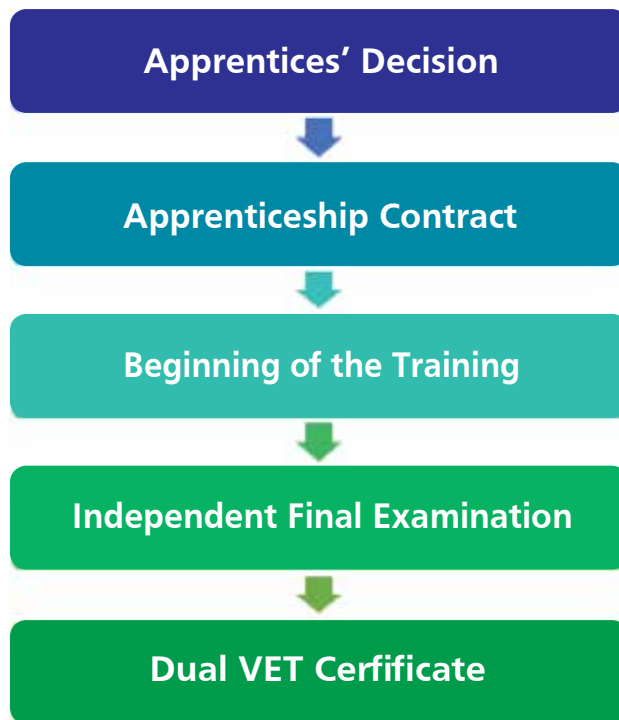 Apprentices’ Decision
Apprenticeship Contract
Beginning of the Training
Independent Final Examination
Dual VET Cerfificate